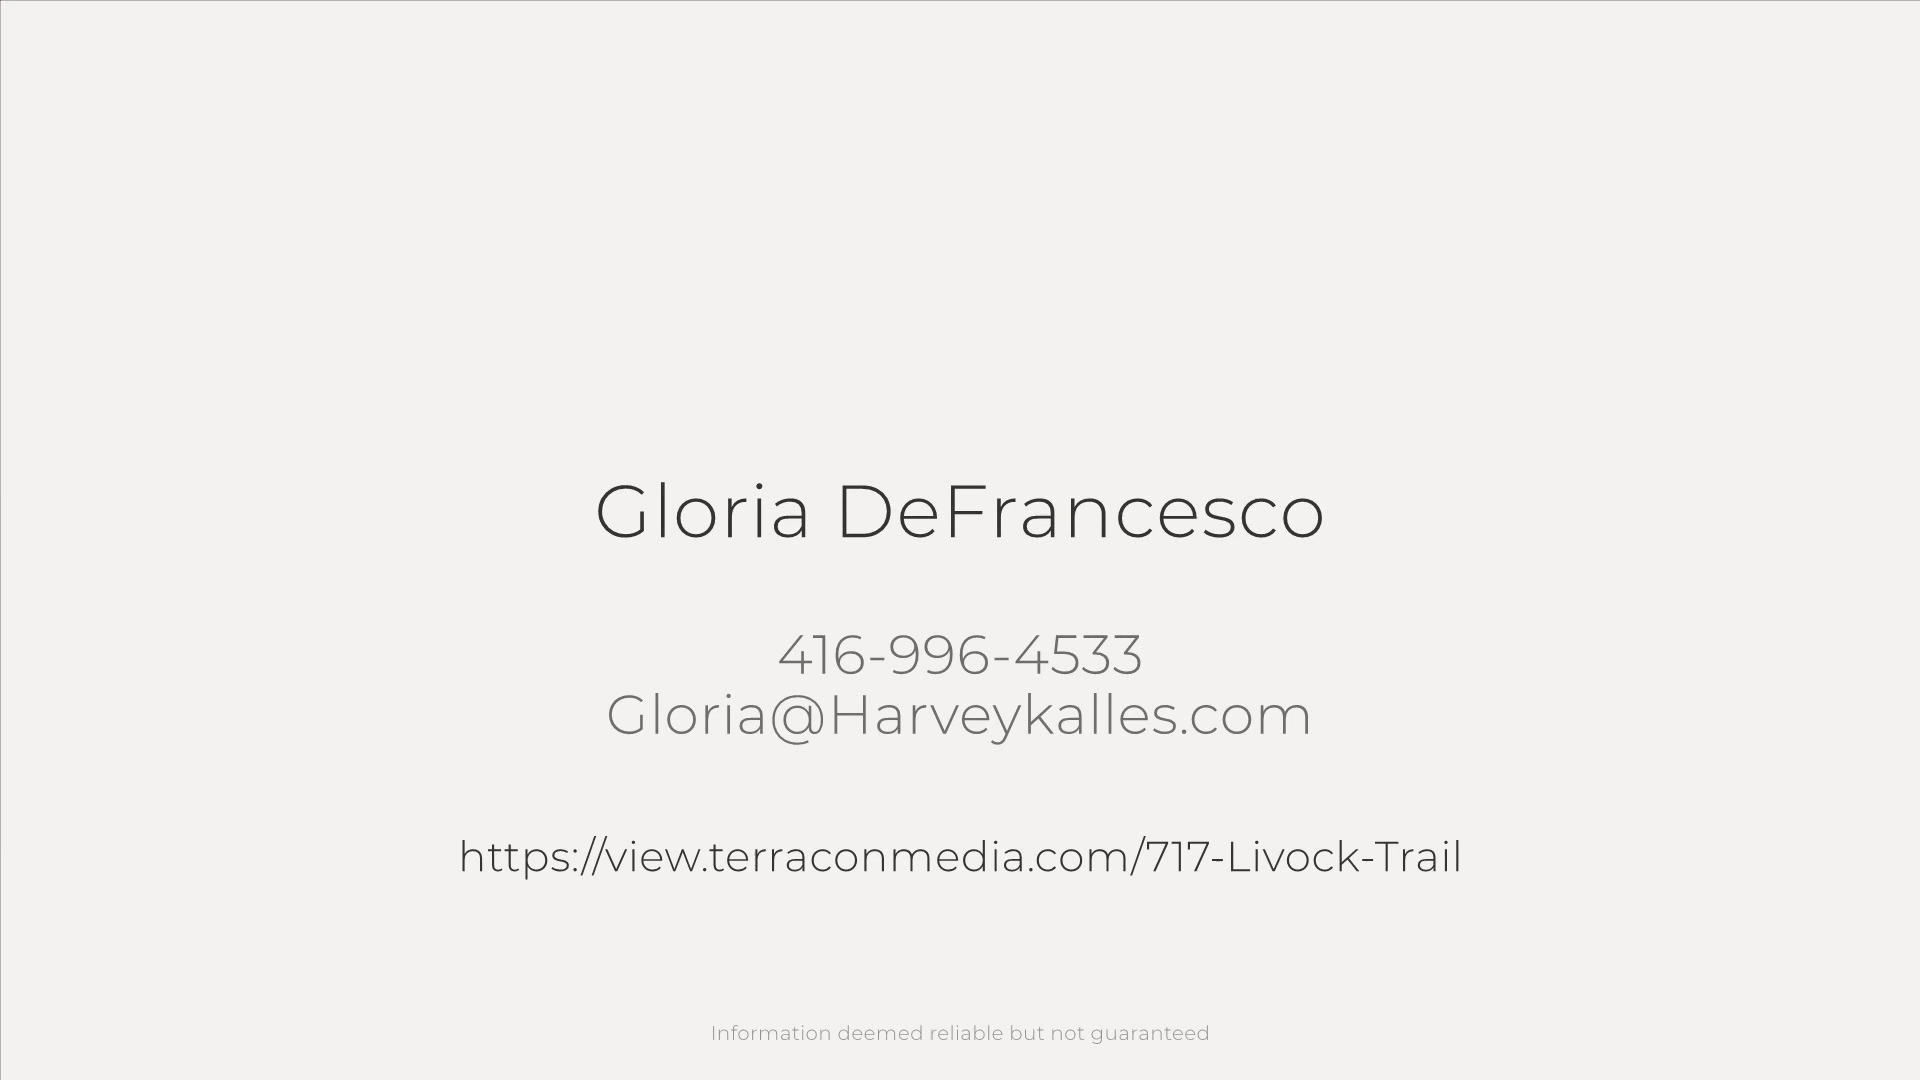 Gloria DeFrancesco
416-996-4533
Gloria@Harveykalles.com
https://view.terraconmedia.com/717-Livock-Trail
Information deemed reliable but not guaranteed